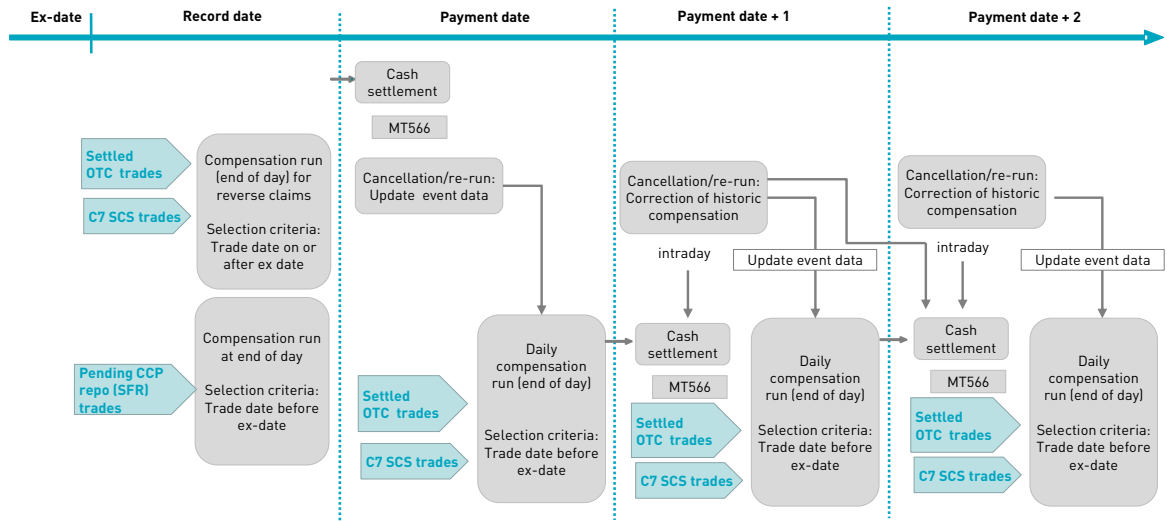 Ex-date
Record date
Payment date
Payment date + 1
Payment date + 2
Settled
OTC trades
C7 SCS trades
Compensation run
(end of day) for
reverse claims
Selection criteria:
Trade date on or
after ex date
Pending CCP
repo (SFR)
trades
Compensation run
at end of day
Selection criteria:
Trade date before
ex-date
Cash
settlement
MT566
Cancellation/re-run:
Update event data
Settled
OTC trades
C7 SCS trades
Daily
compensation
run (end of day)
Selection criteria:
Trade date before
ex-date
Cancellation/re-run:
Correction of historic
compensation
intraday
Update event data
Cash
settlement
MT566
Settled
OTC trades
C7 SCS trades
Daily
compensation
run (end of day)
Selection criteria:
Trade date before
ex-date
Cancellation/re-run:
Correction of historic
compensation
intraday
Update event data
Cash
settlement
MT566
Settled
OTC trades
C7 SCS trades
Daily
compensation
run (end of day)
Selection criteria:
Trade date before
ex-date